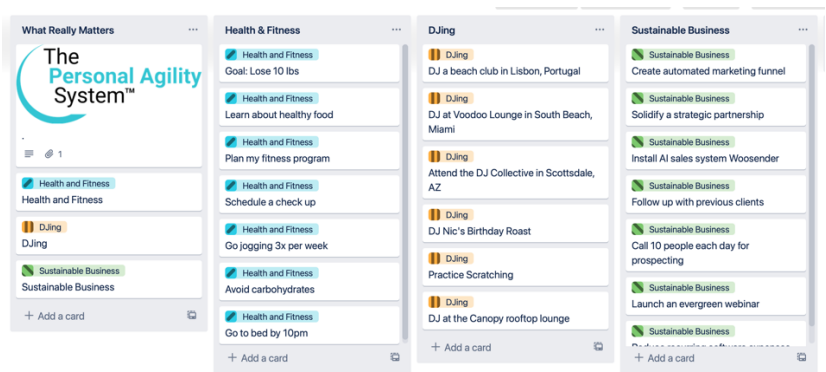 What Really Matters
The
Personal Agility
System™
.
1
Health and Fitness
Health and Fitness
DJing
DJing
Sustainable Business
Sustainable Business
+ Add a card
Health & Fitness
Health and Fitness
Goal: Lose 10 lbs
Health and Fitness
Learn about healthy food
Health and Fitness
Plan my fitness program
Health and Fitness
Schedule a check up
Health and Fitness
Go jogging 3x per week
Health and Fitness
Avoid carbohydrates
Health and Fitness
Go to bed by 10pm
+ Add a card
DJing
DJing
DJ a beach club in Lisbon, Portugal
DJing
DJ at Voodoo Lounge in South Beach,
Miami
DJing
Attend the DJ Collective in Scottsdale,
AZ
DJing
DJ Nic's Birthday Roast
DJing
Practice Scratching
DJing
DJ at the Canopy rooftop lounge
+ Add a card
Sustainable Business
Sustainable Business
Create automated marketing funnel
Sustainable Business
Solidify a strategic partnership
Sustainable Business
Install AI sales system Woosender
Sustainable Business
Follow up with previous clients
Sustainable Business
Call 10 people each day for
prospecting
Sustainable Business
Launch an evergreen webinar
Sustainable Business
+ Add a card